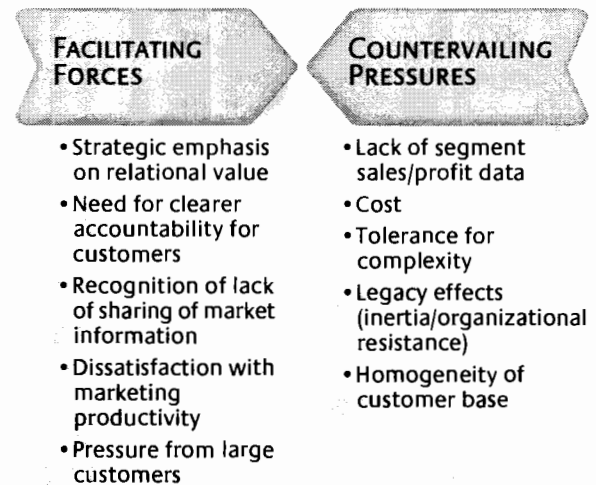 FACILITATING
FORCES
• Strategic emphasis
on relational value
• Need for clearer
accountability for
customers
• Recognition of lack
of sharing of market
information
• Dissatisfaction with
marketing
productivity
• Pressure from large
customers
COUNTERVAILING
PRESSURES
• Lack of segment
sales/profit data
• Cost
• Tolerance for
complexity
• Legacy effects
(inertia/organizational
resistance)
• Homogeneity of
customer base